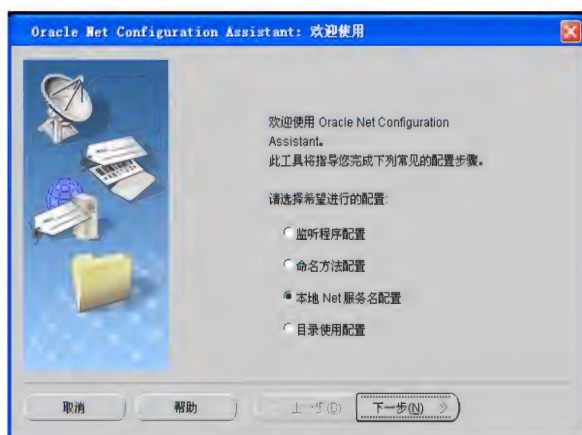 Oracle Net Configuration Assistant: 欢迎使用
欢迎使用 Oracle Net Configuration
Assistant。
此工具将指导您完成下列常见的配置步骤。
请选择希望进行的配置:
监听程序配置
命名方法配置
本地 Net 服务名配置
目录使用配置
取消
帮助
上一步(B)
下一步(N)